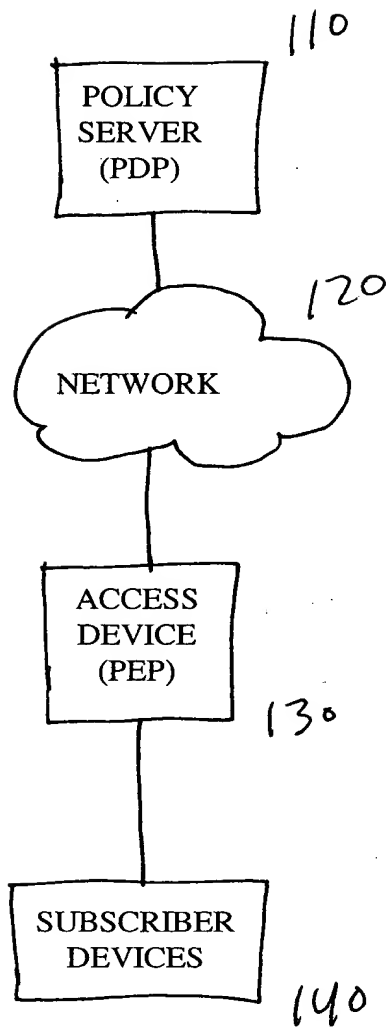 110
POLICY
SERVER
(PDP)
120
NETWORK
ACCESS
DEVICE
(PEP)
130
SUBSCRIBER
DEVICES
140